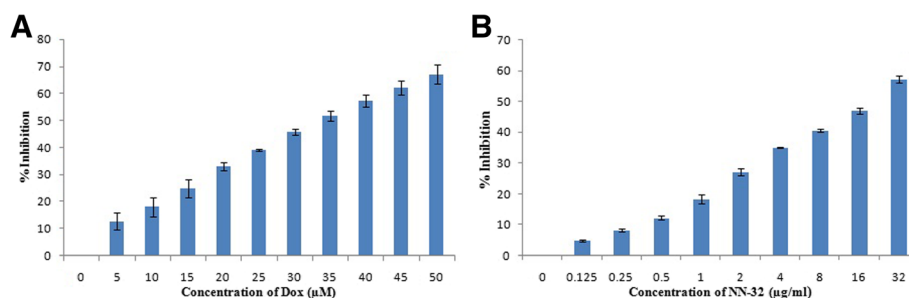 A
80
70
60
50
40
30
20
10
0
% Inhibition
0 5 10 15 20 25 30 35 40 45 50
Concentration of Dox (µM)
B
70
60
50
40
30
20
10
0
% Inhibition
0 0.125 0.25 0.5 1 2 4 8 16 32
Concentration of NN-32 (µg/ml)